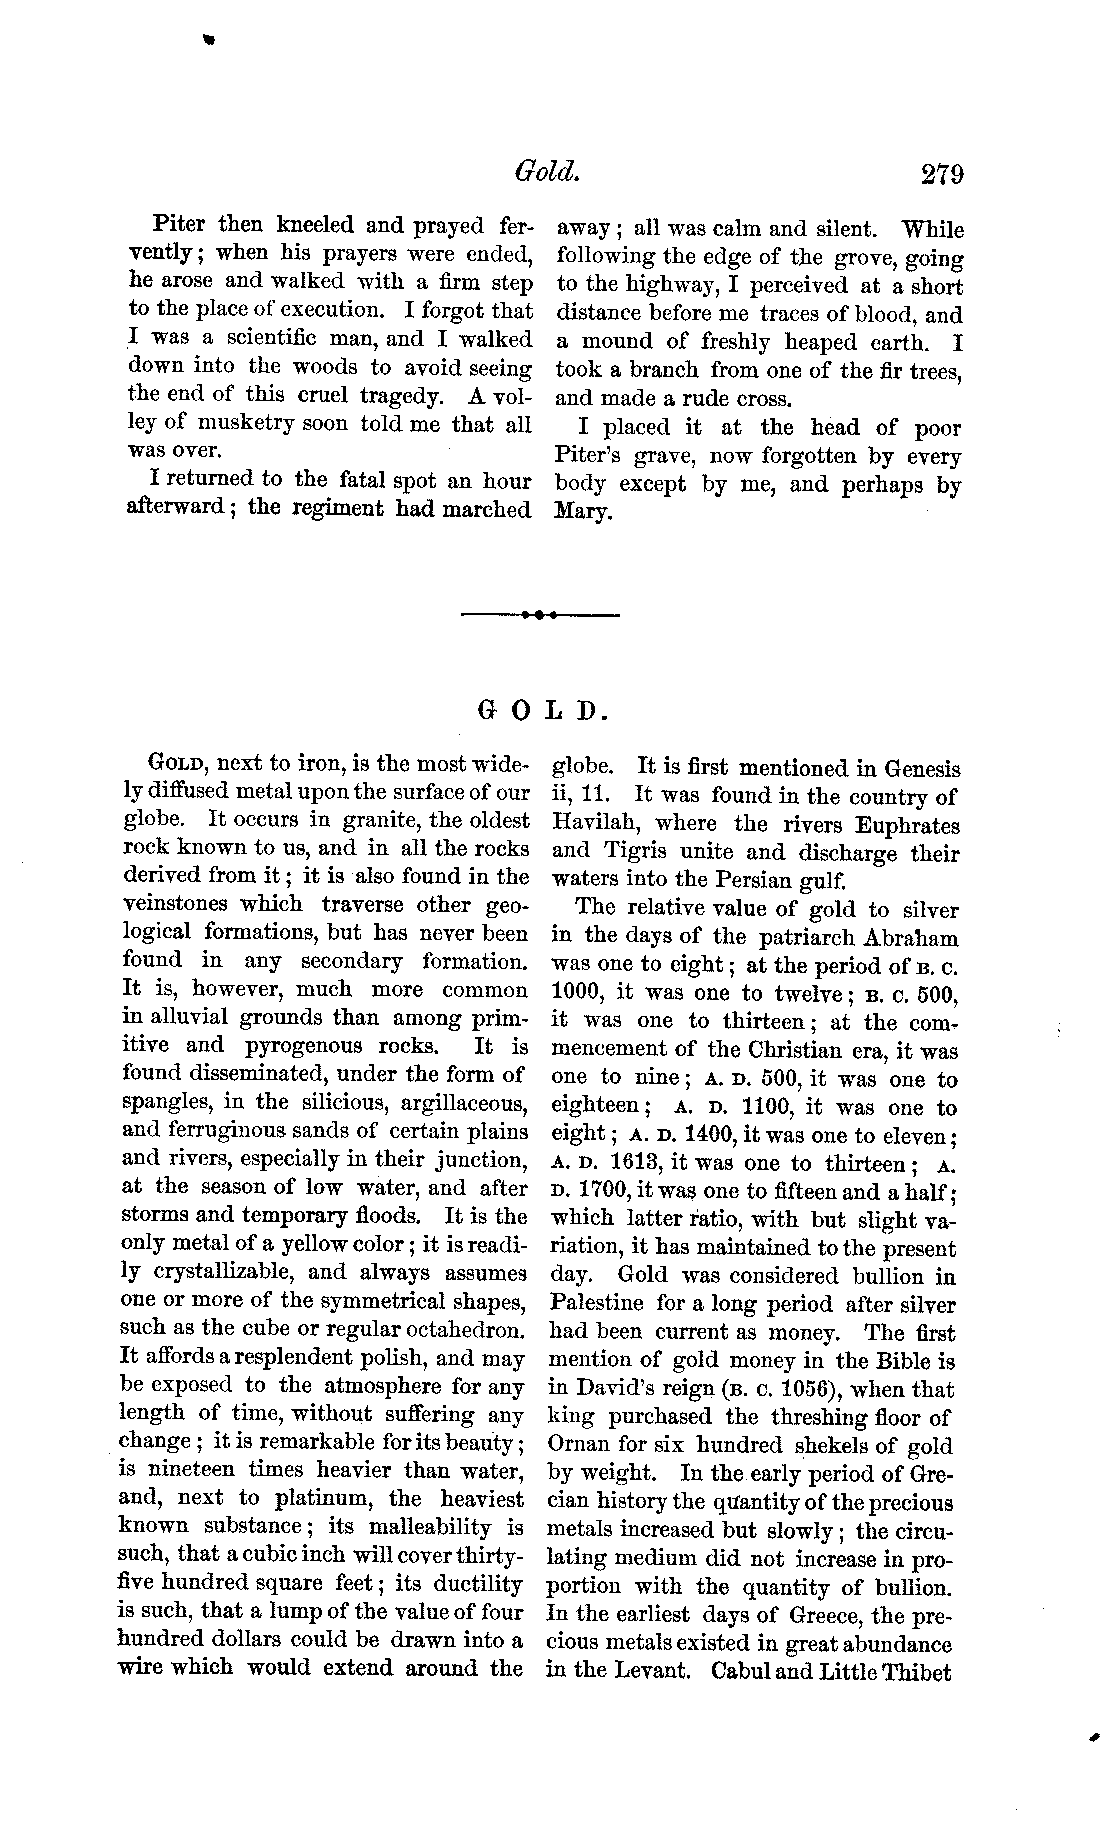 Gold. 279
Piter then kneeled and prayed fer-
vently; when his prayers were ended,
he arose and walked with a firm step
to the place of execution. I forgot that
I was a scientific man, and I walked
down into the woods to avoid seeing
the end of this cruel tragedy. A vol-
ley of musketry soon told me that all
was over.
I returned to the fatal spot an hour
afterward; the regiment had marched
away; all was calm and silent. While
following the edge of the grove, going
to the highway, I perceived at a short
distance before me traces of blood, and
a mound of freshly heaped earth. I
took a branch from one of the fir trees,
and made a rude cross.
I placed it at the head of poor
Piter's grave, now forgotten by every
body except by me, and perhaps by
Mary.
GOLD.
GOLD, next to iron, is the most wide-
ly diffused metal upon the surface of our
globe. It occurs in granite, the oldest
rock known to us, and in all the rocks
derived from it; it is also found in the
veinstones which traverse other geo-
logical formations, but has never been
found in any secondary formation.
It is, however, much more common
in alluvial grounds than among prim-
itive and pyrogenous rocks. It is
found disseminated, under the form of
spangles, in the silicious, argillaceous,
and ferruginous sands of certain plains
and rivers, especially in their junction,
at the season of low water, and after
storms and temporary floods. It is the
only metal of a yellow color; it is readi-
ly crystallizable, and always assumes
one or more of the symmetrical shapes,
such as the cube or regular octahedron.
It affords a resplendent polish, and may
be exposed to the atmosphere for any
length of time, without suffering any
change; it is remarkable for its beauty;
is nineteen times heavier than water,
and, next to platinum, the heaviest
known substance; its malleability is
such, that a cubic inch will cover thirty-
five hundred square feet; its ductility
is such, that a lump of the value of four
hundred dollars could be drawn into a
wire which would extend around the
globe. It is first mentioned in Genesis
ii, 11. It was found in the country of
Havilah, where the rivers Euphrates
and Tigris unite and discharge their
waters into the Persian gulf.
The relative value of gold to silver
in the days of the patriarch Abraham
was one to eight; at the period of B. C.
1000, it was one to twelve; B. C. 500,
it was one to thirteen; at the com-
mencement of the Christian era, it was
one to nine; A. D. 500, it was one to
eighteen; A. D. 1100, it was one to
eight; A. D. 1400, it was one to eleven;
A. D. 1613, it was one to thirteen; A.
D. 1700, it was one to fifteen and a half;
which latter ratio, with but slight va-
riation, it has maintained to the present
day. Gold was considered bullion in
Palestine for a long period after silver
had been current as money. The first
mention of gold money in the Bible is
in David's reign (B. C. 1056), when that
king purchased the threshing floor of
Ornan for six hundred shekels of gold
by weight. In the early period of Gre-
cian history the quantity of the precious
metals increased but slowly; the circu-
lating medium did not increase in pro-
portion with the quantity of bullion.
In the earliest days of Greece, the pre-
cious metals existed in great abundance
in the Levant. Cabul and Little Thibet